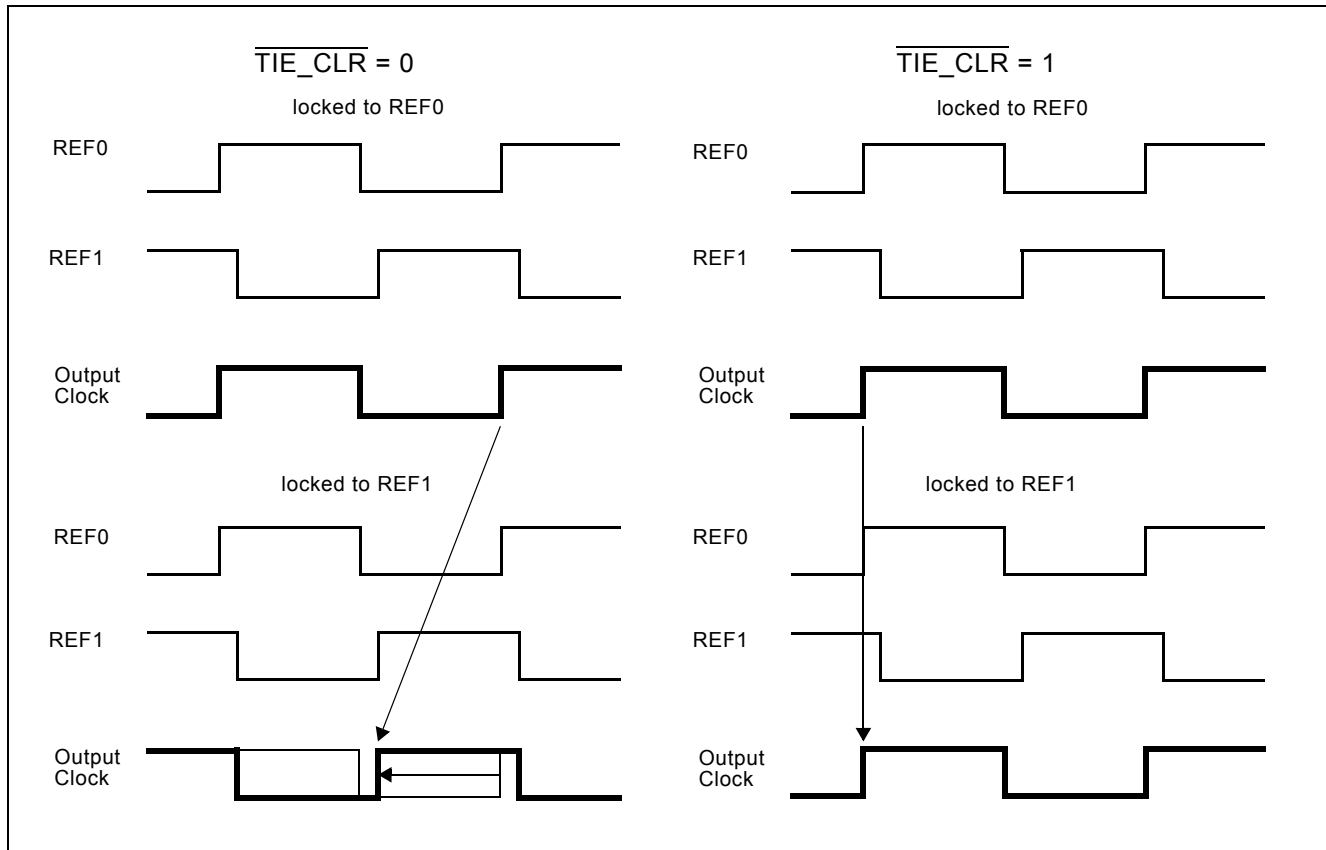 TIE_CLR = 0
locked to REF0
REF0
REF1
Output
Clock
locked to REF1
REF0
REF1
Output
Clock
TIE_CLR = 1
locked to REF0
REF0
REF1
Output
Clock
locked to REF1
REF0
REF1
Output
Clock